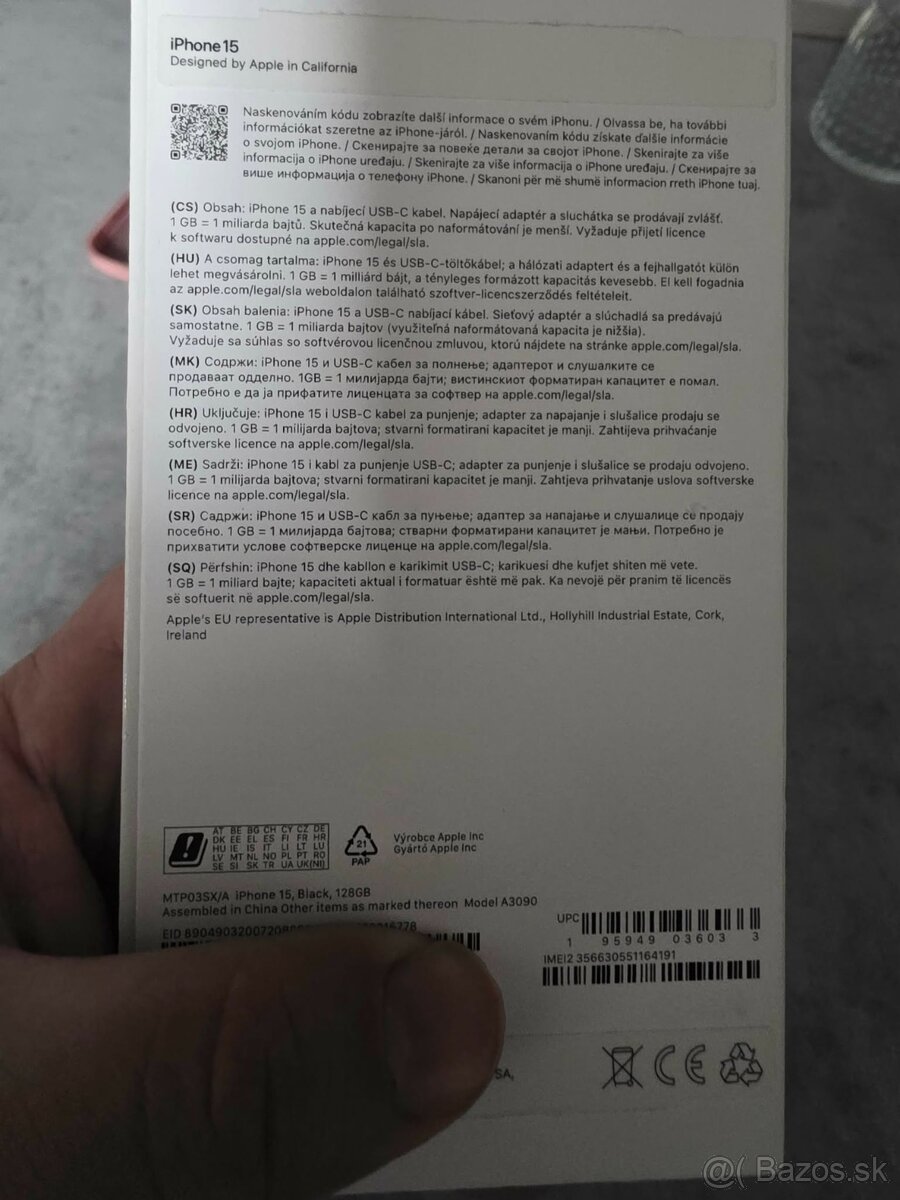 iPhone 15
Designed by Apple in California
Naskenováním kódu zobrazíte další informace o svém iPhonu. / Olvassa be, ha további
információkat szeretne az iPhone-járól. / Naskenovaním kódu získate ďalšie informácie
o svojom iPhone. / Скенирајте за повеќе детали за својот iPhone. / Skenirajte za više
informacija o iPhone uređaju. / Skenirajte za više informacija o iPhone uređaju. / Скенирајте за
више информација о телефону iPhone. / Skanoni për më shumë informacion rreth iPhone tuaj.
(CS) Obsah: iPhone 15 a nabíjecí USB-C kabel. Napájecí adaptér a sluchátka se prodávají zvlášť.
1 GB = 1 miliarda bajtů. Skutečná kapacita po naformátování je menší. Vyžaduje přijetí licence
k softwaru dostupné na apple.com/legal/sla.
(HU) A csomag tartalma: iPhone 15 és USB-C-töltőkábel; a hálózati adaptert és a fejhallgatót külön
lehet megvásárolni. 1 GB = 1 milliárd bájt, a tényleges formázott kapacitás kevesebb. El kell fogadnia
az apple.com/legal/sla weboldalon található szoftver-licencszerződés feltételeit.
(SK) Obsah balenia: iPhone 15 a USB-C nabíjací kábel. Sieťový adaptér a slúchadlá sa predávajú
samostatne. 1 GB = 1 miliarda bajtov (využiteľná naformátovaná kapacita je nižšia).
Vyžaduje sa súhlas so softvérovou licenčnou zmluvou, ktorú nájdete na stránke apple.com/legal/sla.
(MK) Содржи: iPhone 15 и USB-C кабел за полнење; адаптерот и слушалките се
продаваат одделно. 1GB = 1 милијарда бајти; вистинскиот форматиран капацитет е помал.
Потребно е да ја прифатите лиценцата за софтвер на apple.com/legal/sla.
(HR) Uključuje: iPhone 15 i USB-C kabel za punjenje; adapter za napajanje i slušalice prodaju se
odvojeno. 1 GB = 1 milijarda bajtova; stvarni formatirani kapacitet je manji. Zahtijeva prihvaćanje
softverske licence na apple.com/legal/sla.
(ME) Sadrži: iPhone 15 i kabl za punjenje USB-C; adapter za punjenje i slušalice se prodaju odvojeno.
1 GB = 1 milijarda bajtova; stvarni formatirani kapacitet je manji. Zahtjeva prihvatanje uslova softverske
licence na apple.com/legal/sla.
(SR) Садржи: iPhone 15 и USB-C кабл за пуњење; адаптер за напајање и слушалице се продају
посебно. 1 GB = 1 милијарда бајтова; стварни форматирани капацитет је мањи. Потребно је
прихватити услове софтверске лиценце на apple.com/legal/sla.
(SQ) Përfshin: iPhone 15 dhe kabllon e karikimit USB-C; karikuesi dhe kufjet shiten më vete.
1 GB = 1 miliard bajte; kapaciteti aktual i formatuar është më pak. Ka nevojë për pranim të licencës
së softuerit në apple.com/legal/sla.
Apple's EU representative is Apple Distribution International Ltd., Hollyhill Industrial Estate, Cork,
Ireland
AT BE BG CH CY CZ DE
DK EE EL ES FI FR HR
HU IE IS IT LI LT LU
LV MT NL NO PL PT RO
SE SI SK TR UA UK(NI)
21
PAP
Výrobce Apple Inc
Gyártó Apple Inc
MTP03SX/A iPhone 15, Black, 128GB
Assembled in China Other items as marked thereon Model A3090
EID
UPC
1 95949 03603 3
IMEI2 356630551164191
SA,
CE
@( Bazos.sk